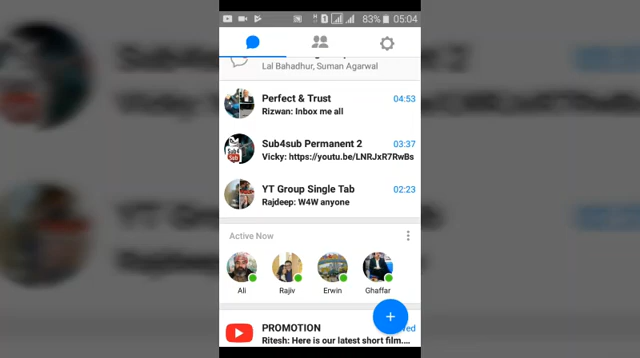 83% 05:04
Lal Bahadhur, Suman Agarwal
Perfect & Trust 04:53
Rizwan: Inbox me all
Sub4sub Permanent 2 03:37
Vicky: https://youtu.be/LNRJxR7RwBs
YT Group Single Tab 02:23
Rajdeep: W4W anyone
Active Now
Ali Rajiv Erwin Ghaffar
PROMOTION
Ritesh: Here is our latest short film....